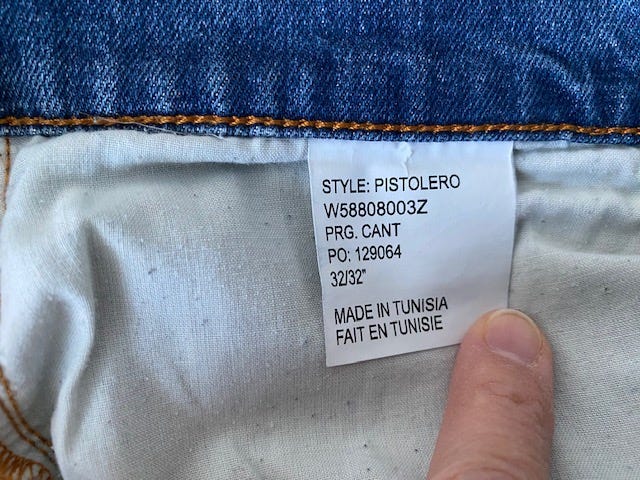 STYLE: PISTOLERO
W58808003Z
PRG. CANT
PO: 129064
32/32"
MADE IN TUNISIA
FAIT EN TUNISIE